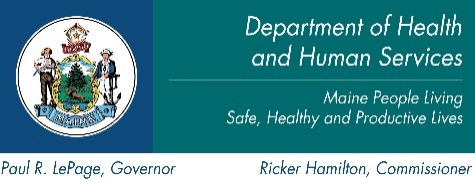 Department of Health
and Human Services
Maine People Living
Safe, Healthy and Productive Lives
Paul R. LePage, Governor
Ricker Hamilton, Commissioner